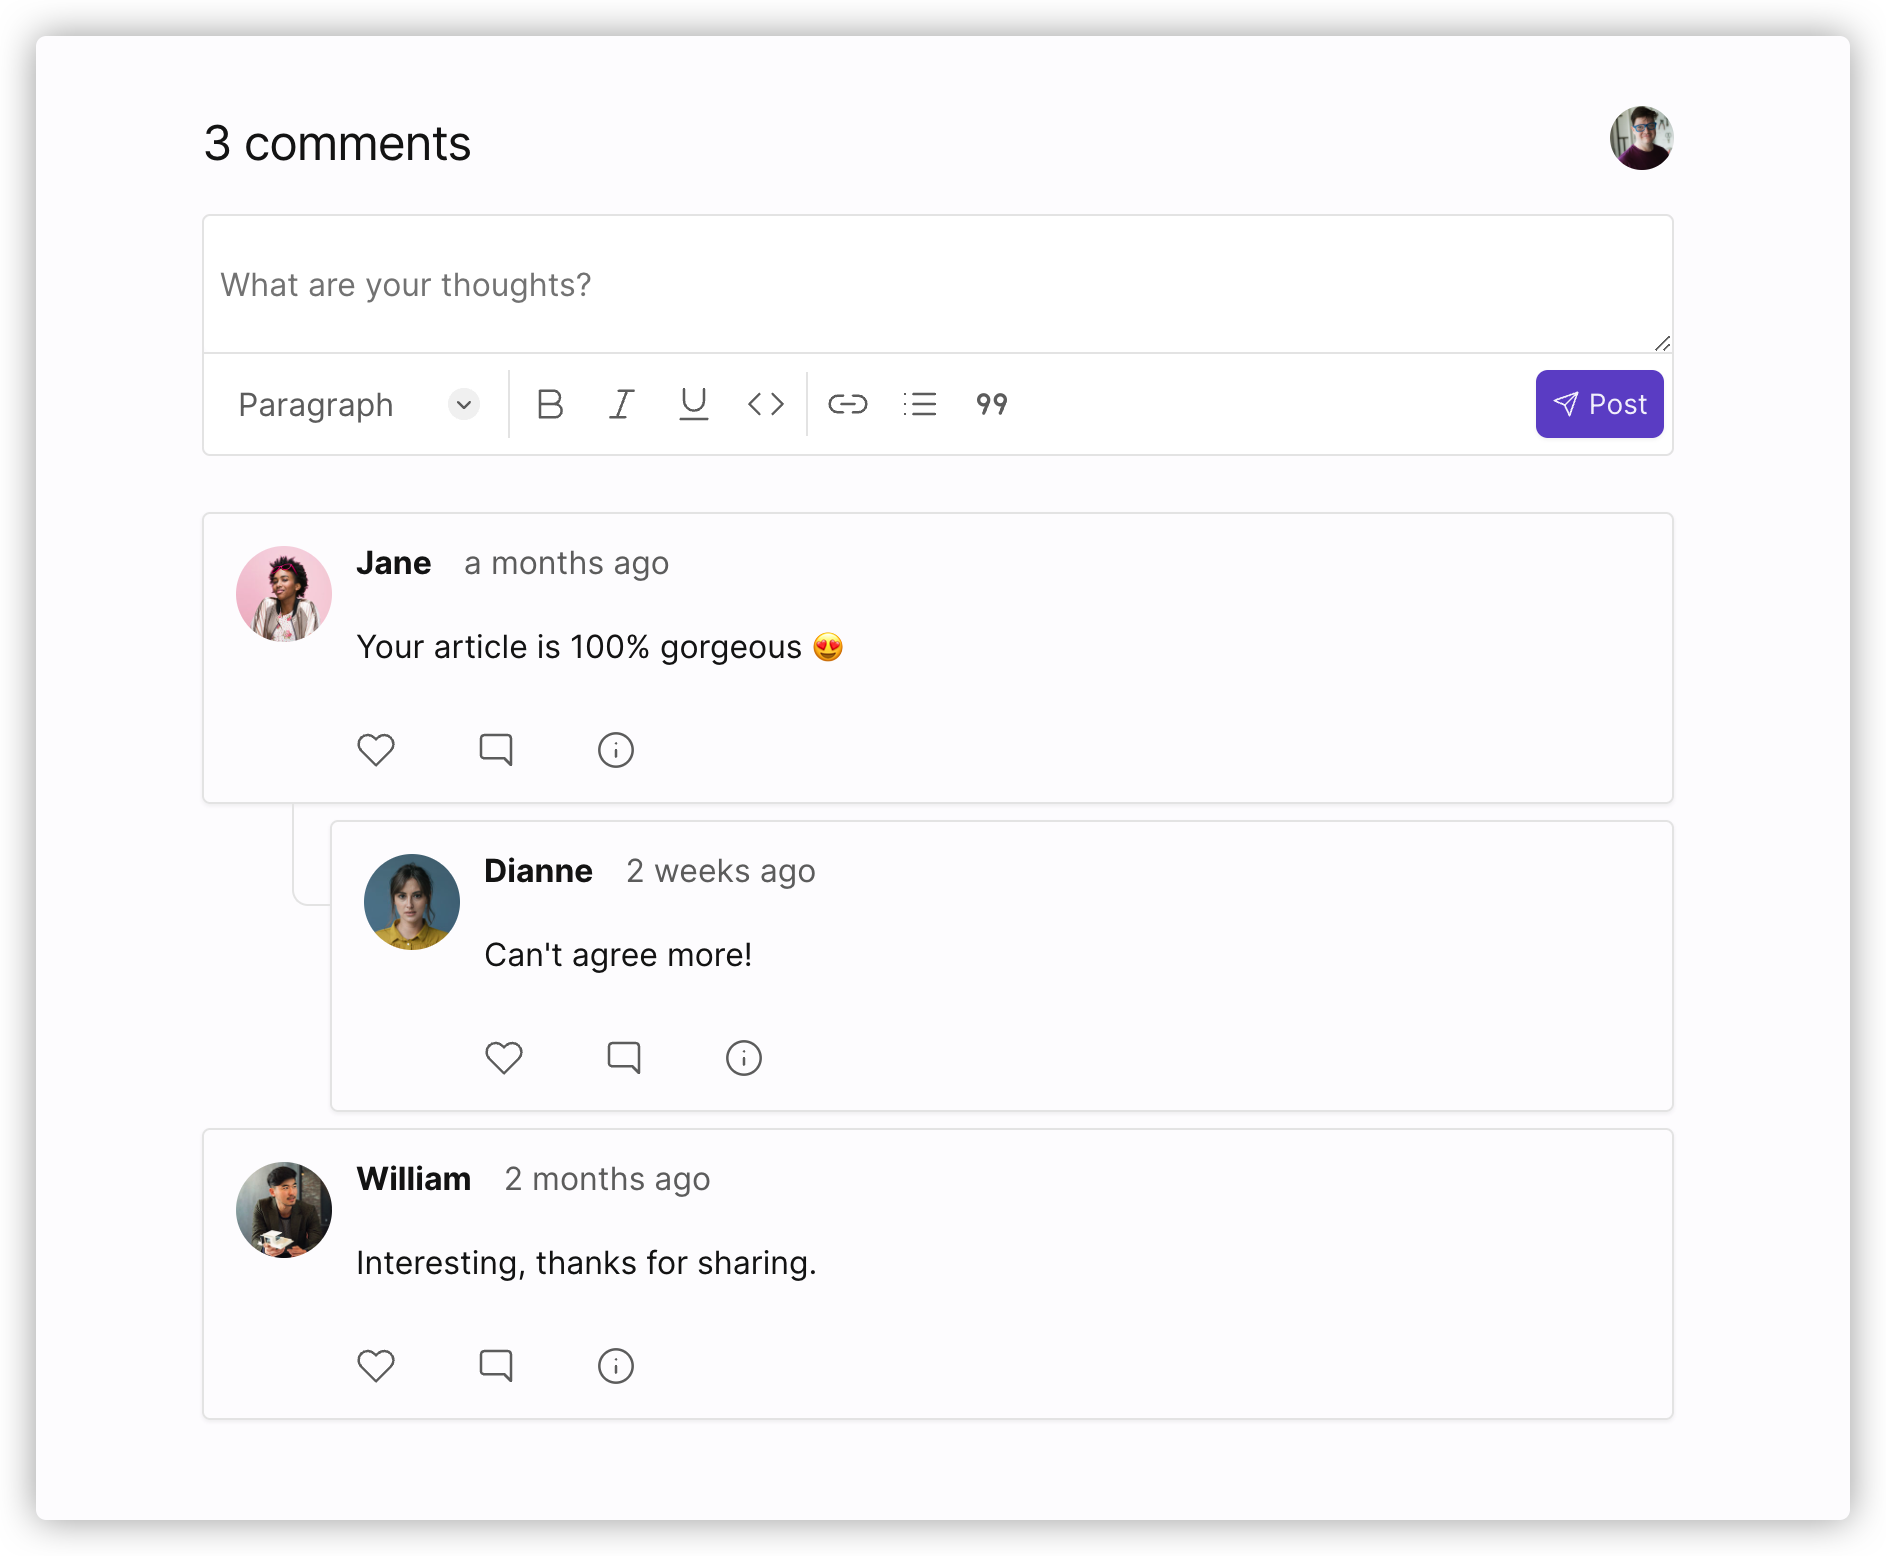 3 comments
What are your thoughts?
Paragraph B I U <> 99 Post
Jane a months ago
Your article is 100% gorgeous 😍
Dianne 2 weeks ago
Can't agree more!
William 2 months ago
Interesting, thanks for sharing.